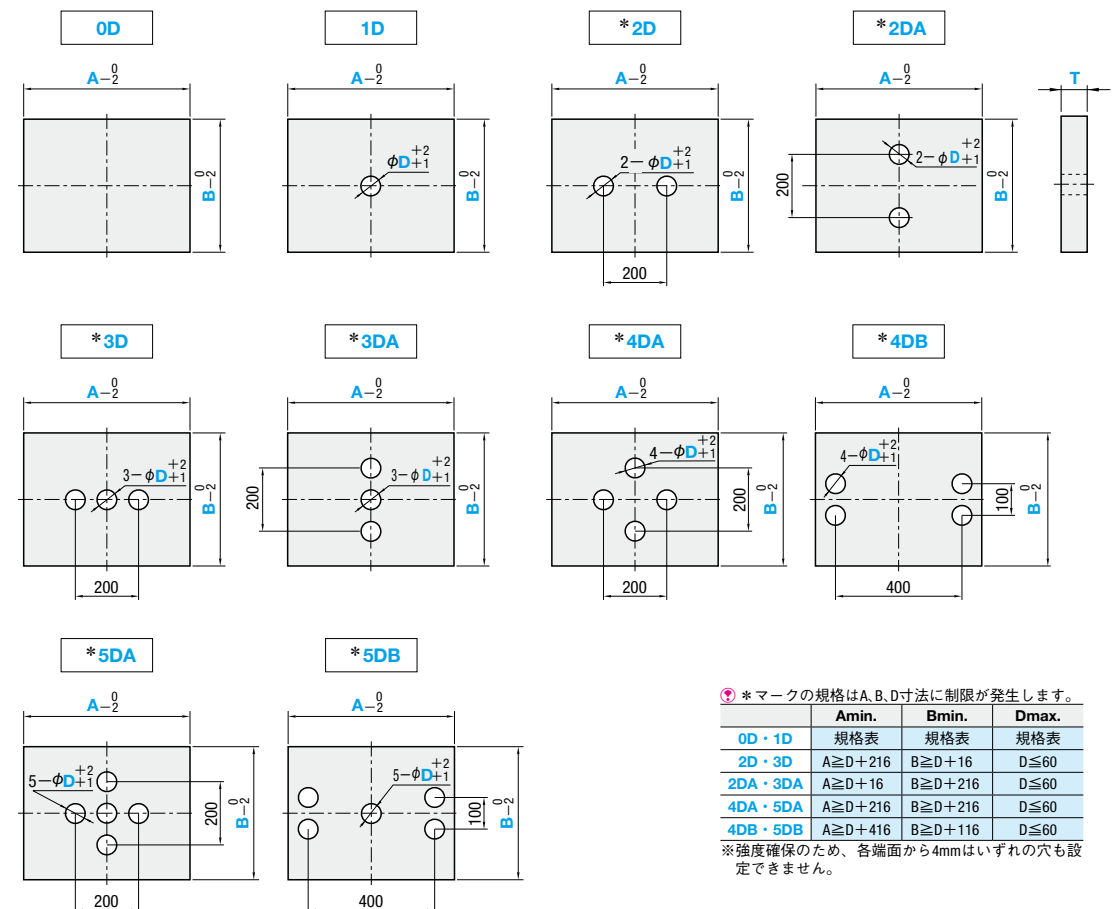 0D
1D
*2D
*2DA
A−0/2
A−0/2
A−0/2
A−0/2
T
B−0/2
φD+2+1
B−0/2
2−φD+2+1
200
B−0/2
200
2−φD+2+1
B−0/2
*3D
*3DA
*4DA
*4DB
A−0/2
A−0/2
A−0/2
A−0/2
3−φD+2+1
200
B−0/2
200
3−φD+2+1
B−0/2
4−φD+2+1
200
200
B−0/2
4−φD+2+1
100
400
B−0/2
*5DA
*5DB
A−0/2
A−0/2
5−φD+2+1
200
200
B−0/2
5−φD+2+1
100
400
B−0/2
*マークの規格はA、B、D寸法に制限が発生します。
Amin. Bmin. Dmax.
0D・1D 規格表 規格表 規格表
2D・3D A≧D+216 B≧D+16 D≦60
2DA・3DA A≧D+16 B≧D+216 D≦60
4DA・5DA A≧D+216 B≧D+216 D≦60
4DB・5DB A≧D+416 B≧D+116 D≦60
※強度確保のため、各端面から4mmはいずれの穴も設
定できません。